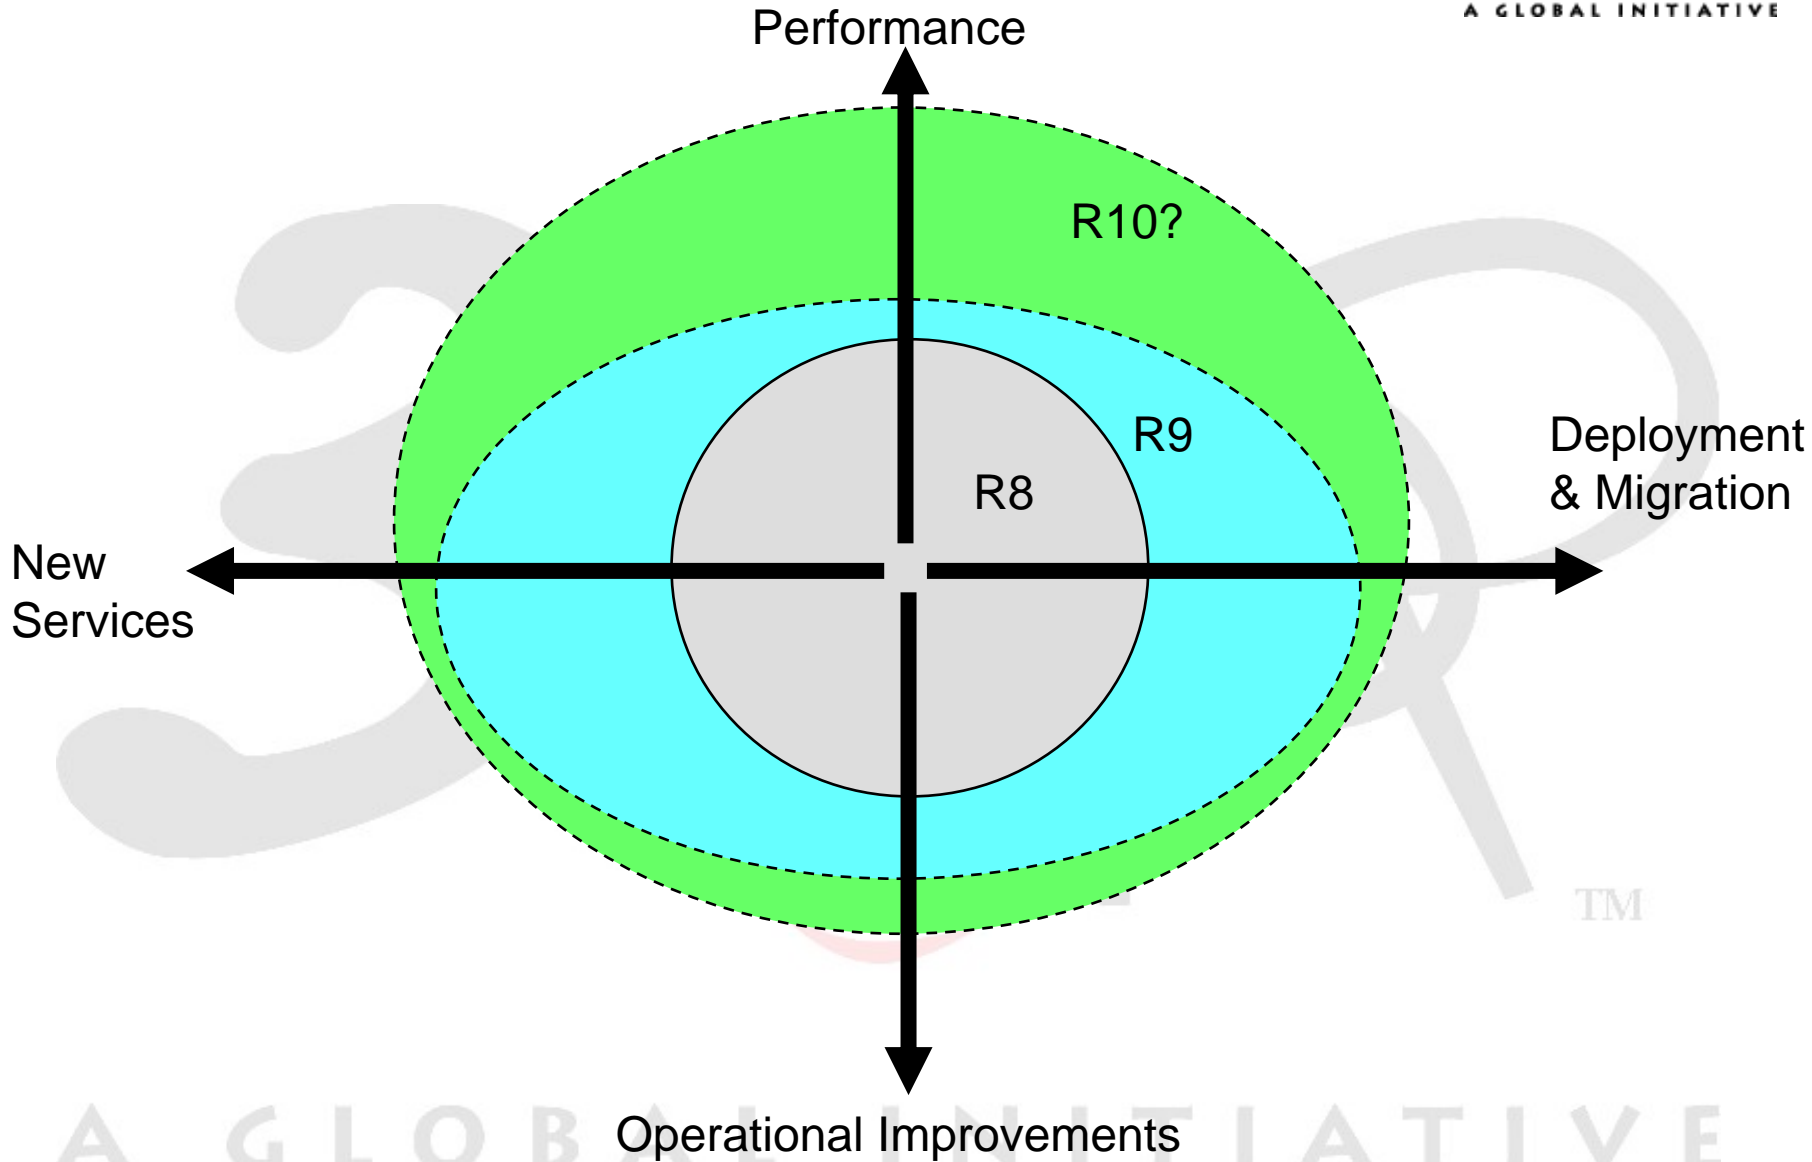 A GLOBAL INITIATIVE
Performance
R10?
R9
Deployment
& Migration
R8
New
Services
TM
Operational Improvements
A GLOBAL INITIATIVE